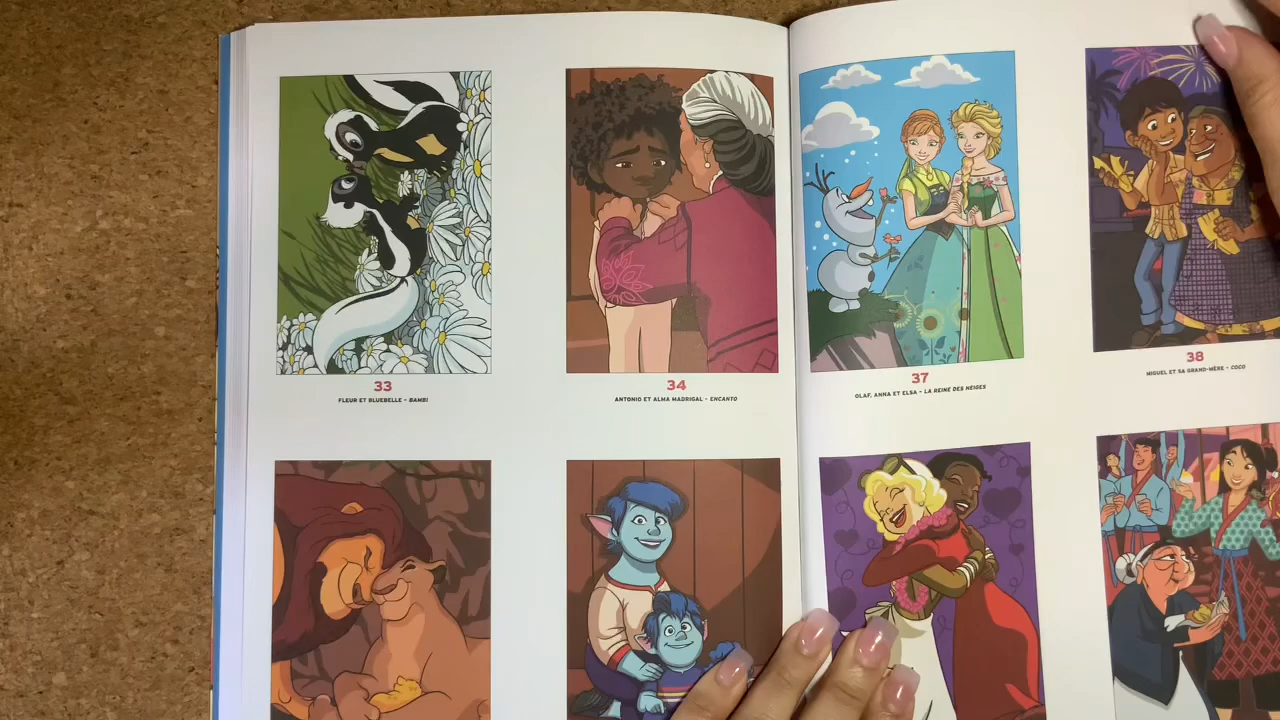 33
FLEUR ET BLUEBELLE - BAMBI
34
ANTONIO ET ALMA MADRIGAL - ENCANTO
37
OLAF, ANNA ET ELSA - LA REINE DES NEIGES
38
MIGUEL ET SA GRAND-MÈRE - COCO